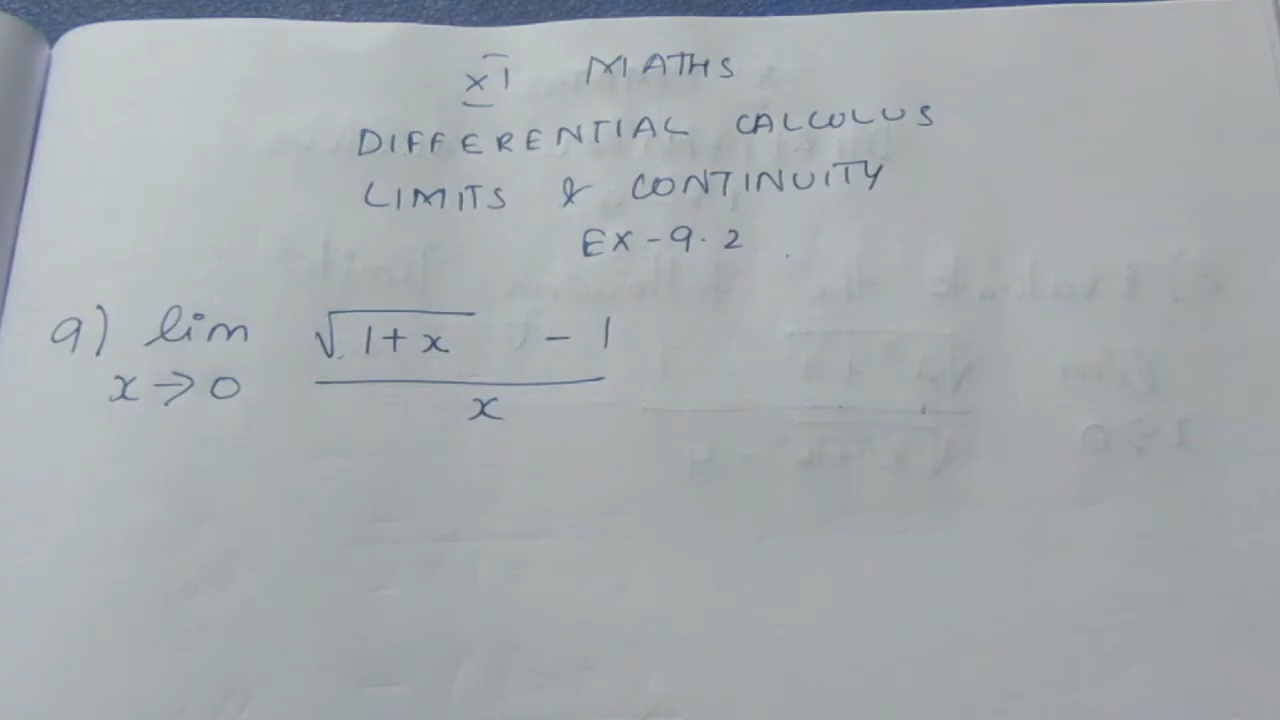 XI MATHS
DIFFERENTIAL CALCULUS
LIMITS & CONTINUITY
EX-9.2
9) lim √1+x - 1
x→0 x